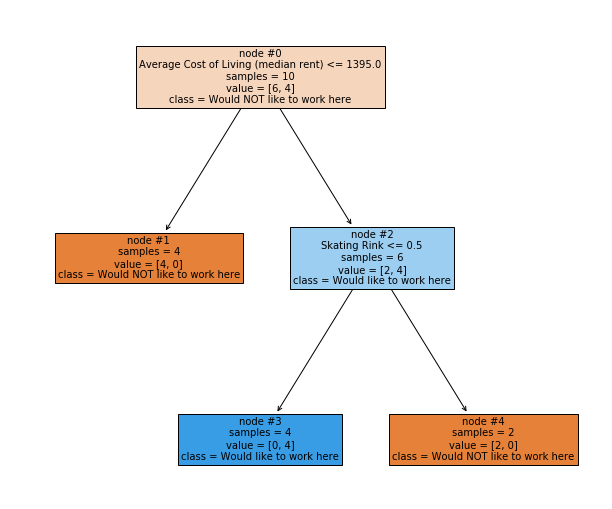 node #0
Average Cost of Living (median rent) <= 1395.0
samples = 10
value = [6, 4]
class = Would NOT like to work here
node #1
samples = 4
value = [4, 0]
class = Would NOT like to work here
node #2
Skating Rink <= 0.5
samples = 6
value = [2, 4]
class = Would like to work here
node #3
samples = 4
value = [0, 4]
class = Would like to work here
node #4
samples = 2
value = [2, 0]
class = Would NOT like to work here